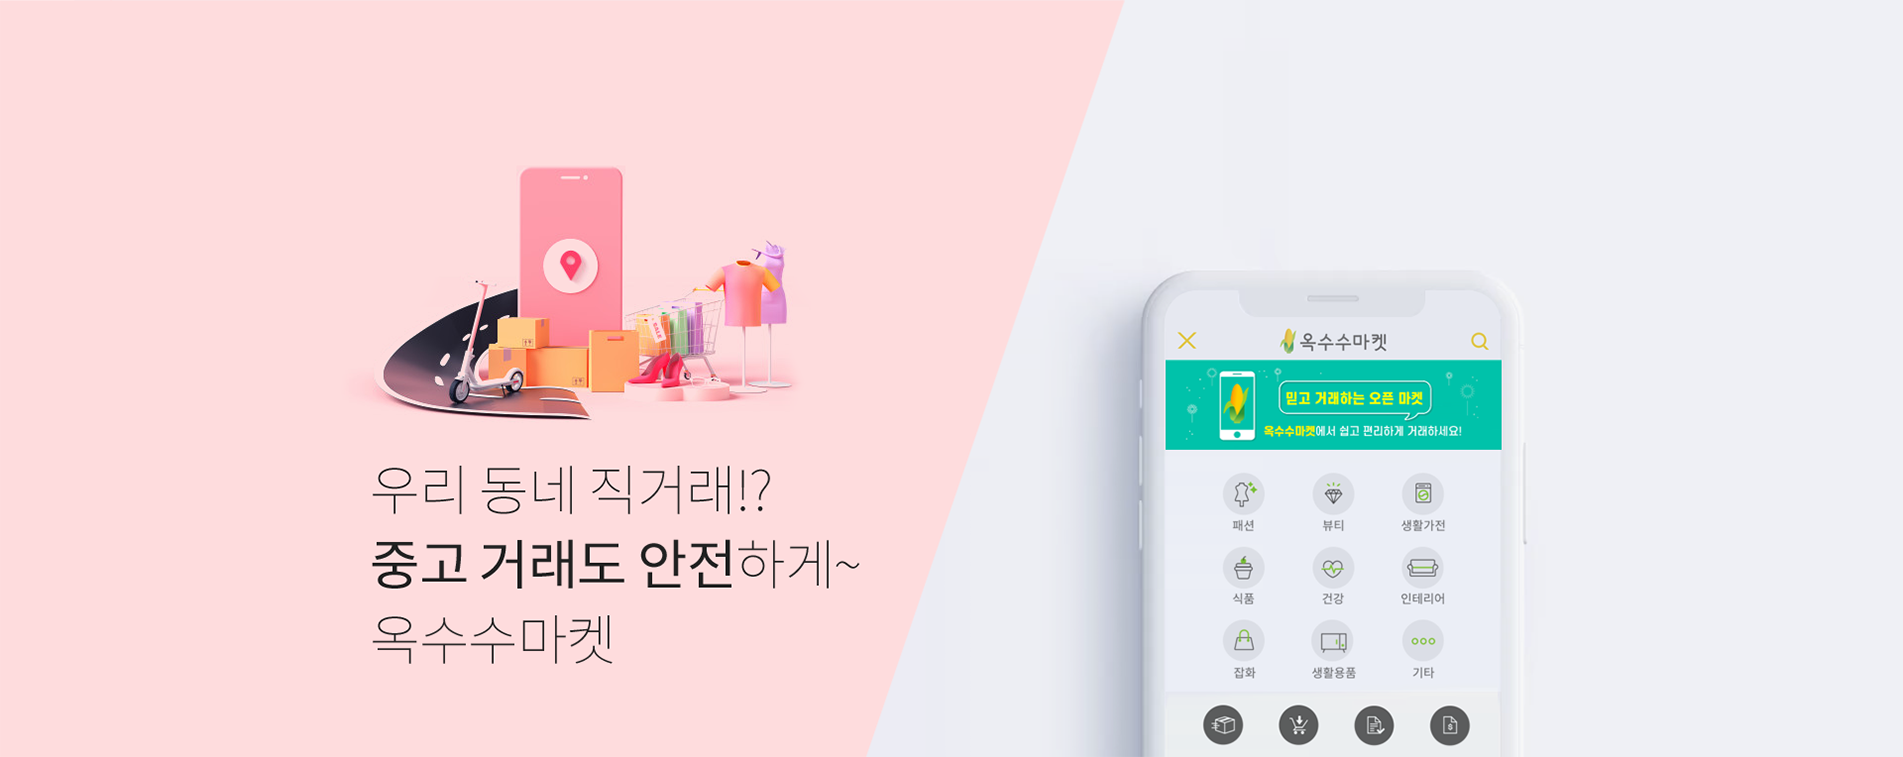 우리 동네 직거래!?
중고 거래도 안전하게~
옥수수마켓
SALE
옥수수마켓
믿고 거래하는 오픈 마켓
옥수수마켓에서 쉽고 편리하게 거래하세요!
패션 뷰티 생활가전
식품 건강 인테리어
잡화 생활용품 기타